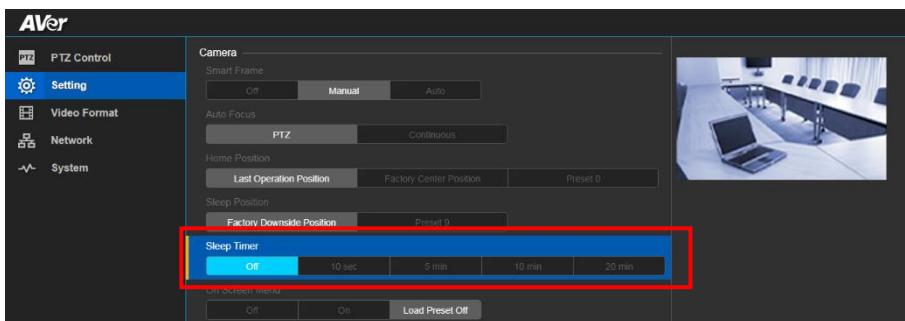 AVer
PTZ PTZ Control
Setting
Video Format
Network
System
Camera
Smart Frame
Off Manual Auto
Auto Focus
PTZ Continuous
Home Position
Last Operation Position Factory Center Position Preset 0
Sleep Position
Factory Downside Position Preset 9
Sleep Timer
Off 10 sec 5 min 10 min 20 min
On Screen Menu
Off On Load Preset Off